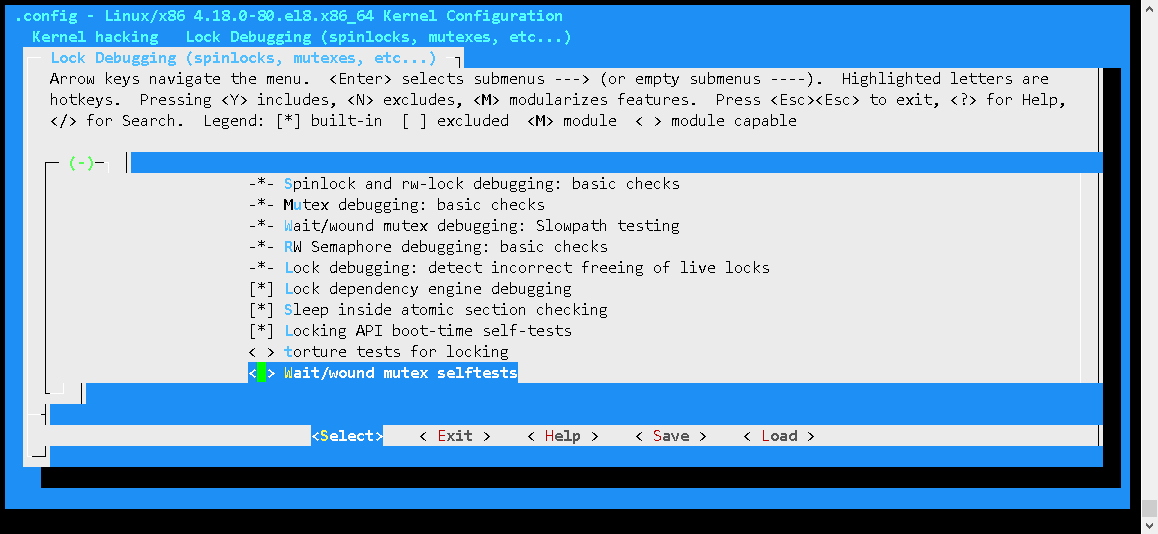 .config - Linux/x86 4.18.0-80.el8.x86_64 Kernel Configuration
Kernel hacking   Lock Debugging (spinlocks, mutexes, etc...)
Lock Debugging (spinlocks, mutexes, etc...)
Arrow keys navigate the menu.  <Enter> selects submenus ---> (or empty submenus ----).  Highlighted letters are
hotkeys.  Pressing <Y> includes, <N> excludes, <M> modularizes features.  Press <Esc><Esc> to exit, <?> for Help,
</> for Search.  Legend: [*] built-in  [ ] excluded  <M> module  < > module capable
(-)
-*- Spinlock and rw-lock debugging: basic checks
-*- Mutex debugging: basic checks
-*- Wait/wound mutex debugging: Slowpath testing
-*- RW Semaphore debugging: basic checks
-*- Lock debugging: detect incorrect freeing of live locks
[*] Lock dependency engine debugging
[*] Sleep inside atomic section checking
[*] Locking API boot-time self-tests
< > torture tests for locking
< > Wait/wound mutex selftests
<Select>    < Exit >    < Help >    < Save >    < Load >